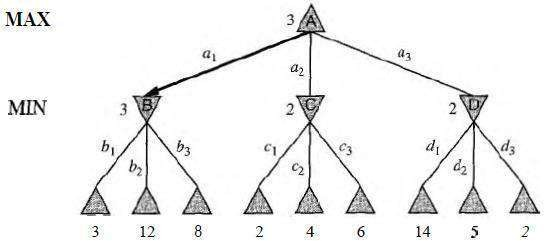 MAX 3 A
a1 a2 a3
MIN 3 B 2 C 2 D
b1 b2 b3 c1 c2 c3 d1 d2 d3
3 12 8 2 4 6 14 5 2